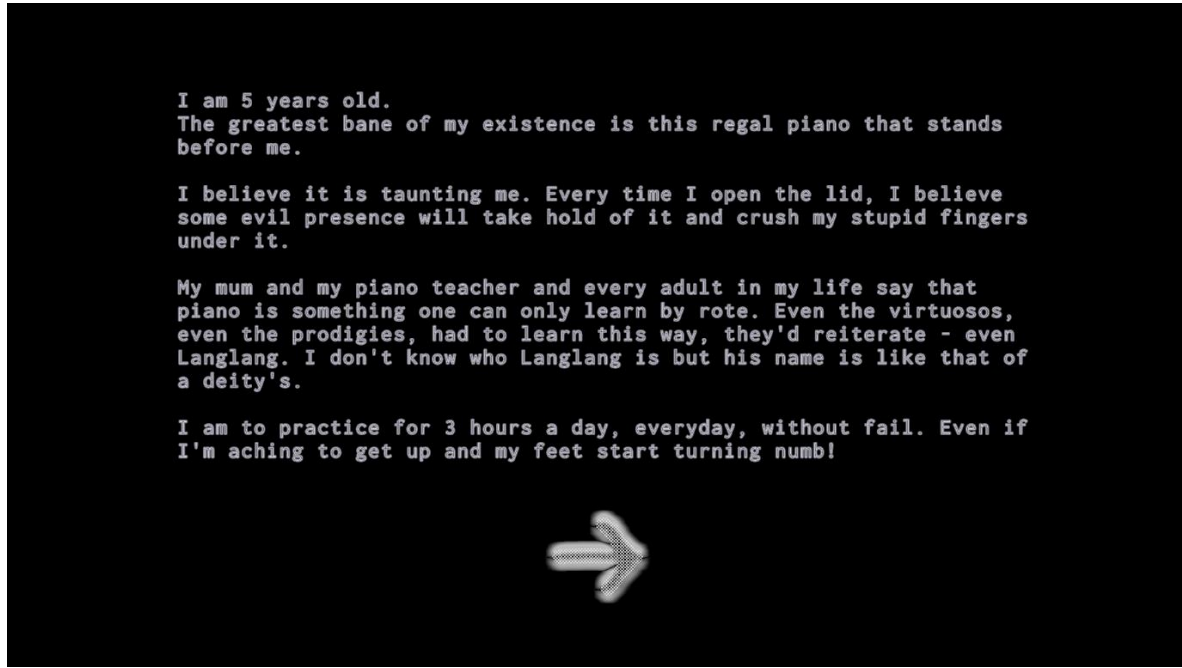 I am 5 years old.
The greatest bane of my existence is this regal piano that stands
before me.
I believe it is taunting me. Every time I open the lid, I believe
some evil presence will take hold of it and crush my stupid fingers
under it.
My mum and my piano teacher and every adult in my life say that
piano is something one can only learn by rote. Even the virtuosos,
even the prodigies, had to learn this way, they'd reiterate - even
Langlang. I don't know who Langlang is but his name is like that of
a deity's.
I am to practice for 3 hours a day, everyday, without fail. Even if
I'm aching to get up and my feet start turning numb!